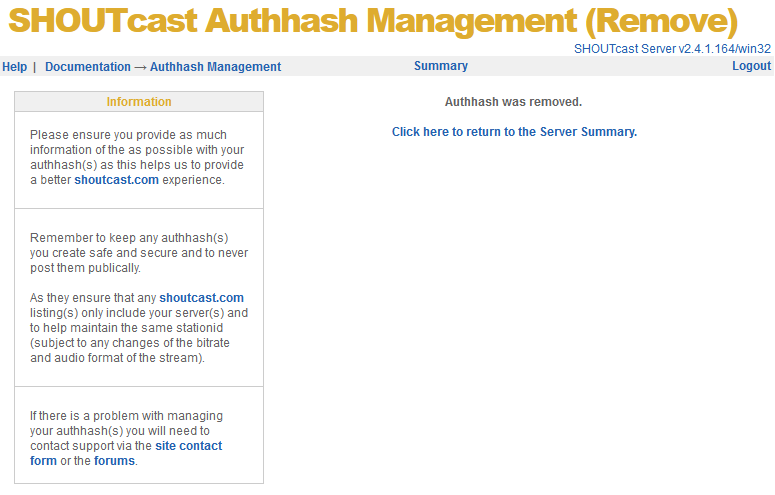 SHOUTcast Authhash Management (Remove)
SHOUTcast Server v2.4.1.164/win32
Help | Documentation → Authhash Management Summary Logout
Information
Please ensure you provide as much
information of the as possible with your
authhash(s) as this helps us to provide
a better shoutcast.com experience.
Remember to keep any authhash(s)
you create safe and secure and to never
post them publically.
As they ensure that any shoutcast.com
listing(s) only include your server(s) and
to help maintain the same stationid
(subject to any changes of the bitrate
and audio format of the stream).
If there is a problem with managing
your authhash(s) you will need to
contact support via the site contact
form or the forums.
Authhash was removed.
Click here to return to the Server Summary.